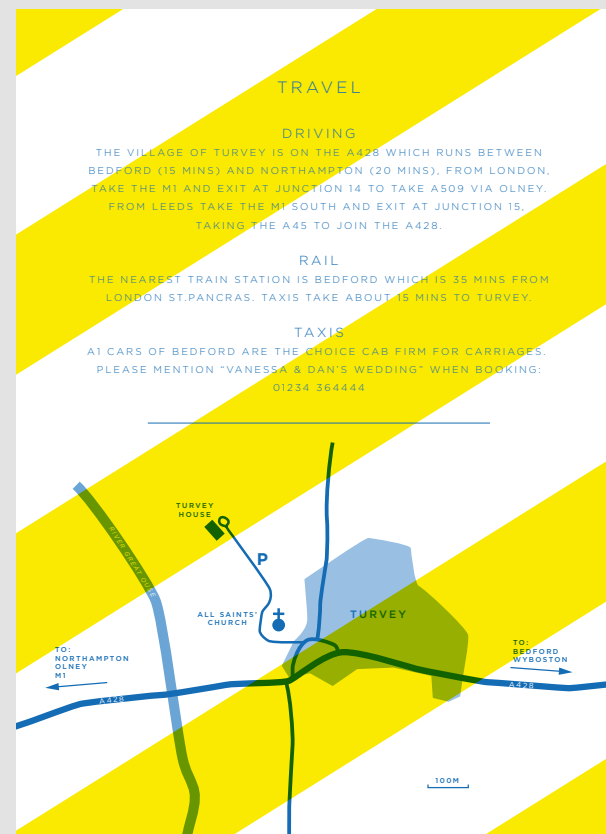 TRAVEL
DRIVING
THE VILLAGE OF TURVEY IS ON THE A428 WHICH RUNS BETWEEN
BEDFORD (15 MINS) AND NORTHAMPTON (20 MINS), FROM LONDON,
TAKE THE M1 AND EXIT AT JUNCTION 14 TO TAKE A509 VIA OLNEY.
FROM LEEDS TAKE THE M1 SOUTH AND EXIT AT JUNCTION 15,
TAKING THE A45 TO JOIN THE A428.
RAIL
THE NEAREST TRAIN STATION IS BEDFORD WHICH IS 35 MINS FROM
LONDON ST.PANCRAS. TAXIS TAKE ABOUT 15 MINS TO TURVEY.
TAXIS
A1 CARS OF BEDFORD ARE THE CHOICE CAB FIRM FOR CARRIAGES.
PLEASE MENTION “VANESSA & DAN'S WEDDING” WHEN BOOKING:
01234 364444
TURVEY
HOUSE
RIVER GREAT OUSE
P
ALL SAINTS'
CHURCH
TURVEY
TO:
NORTHAMPTON
OLNEY
M1
A428
TO:
BEDFORD
WYBOSTON
A428
100M